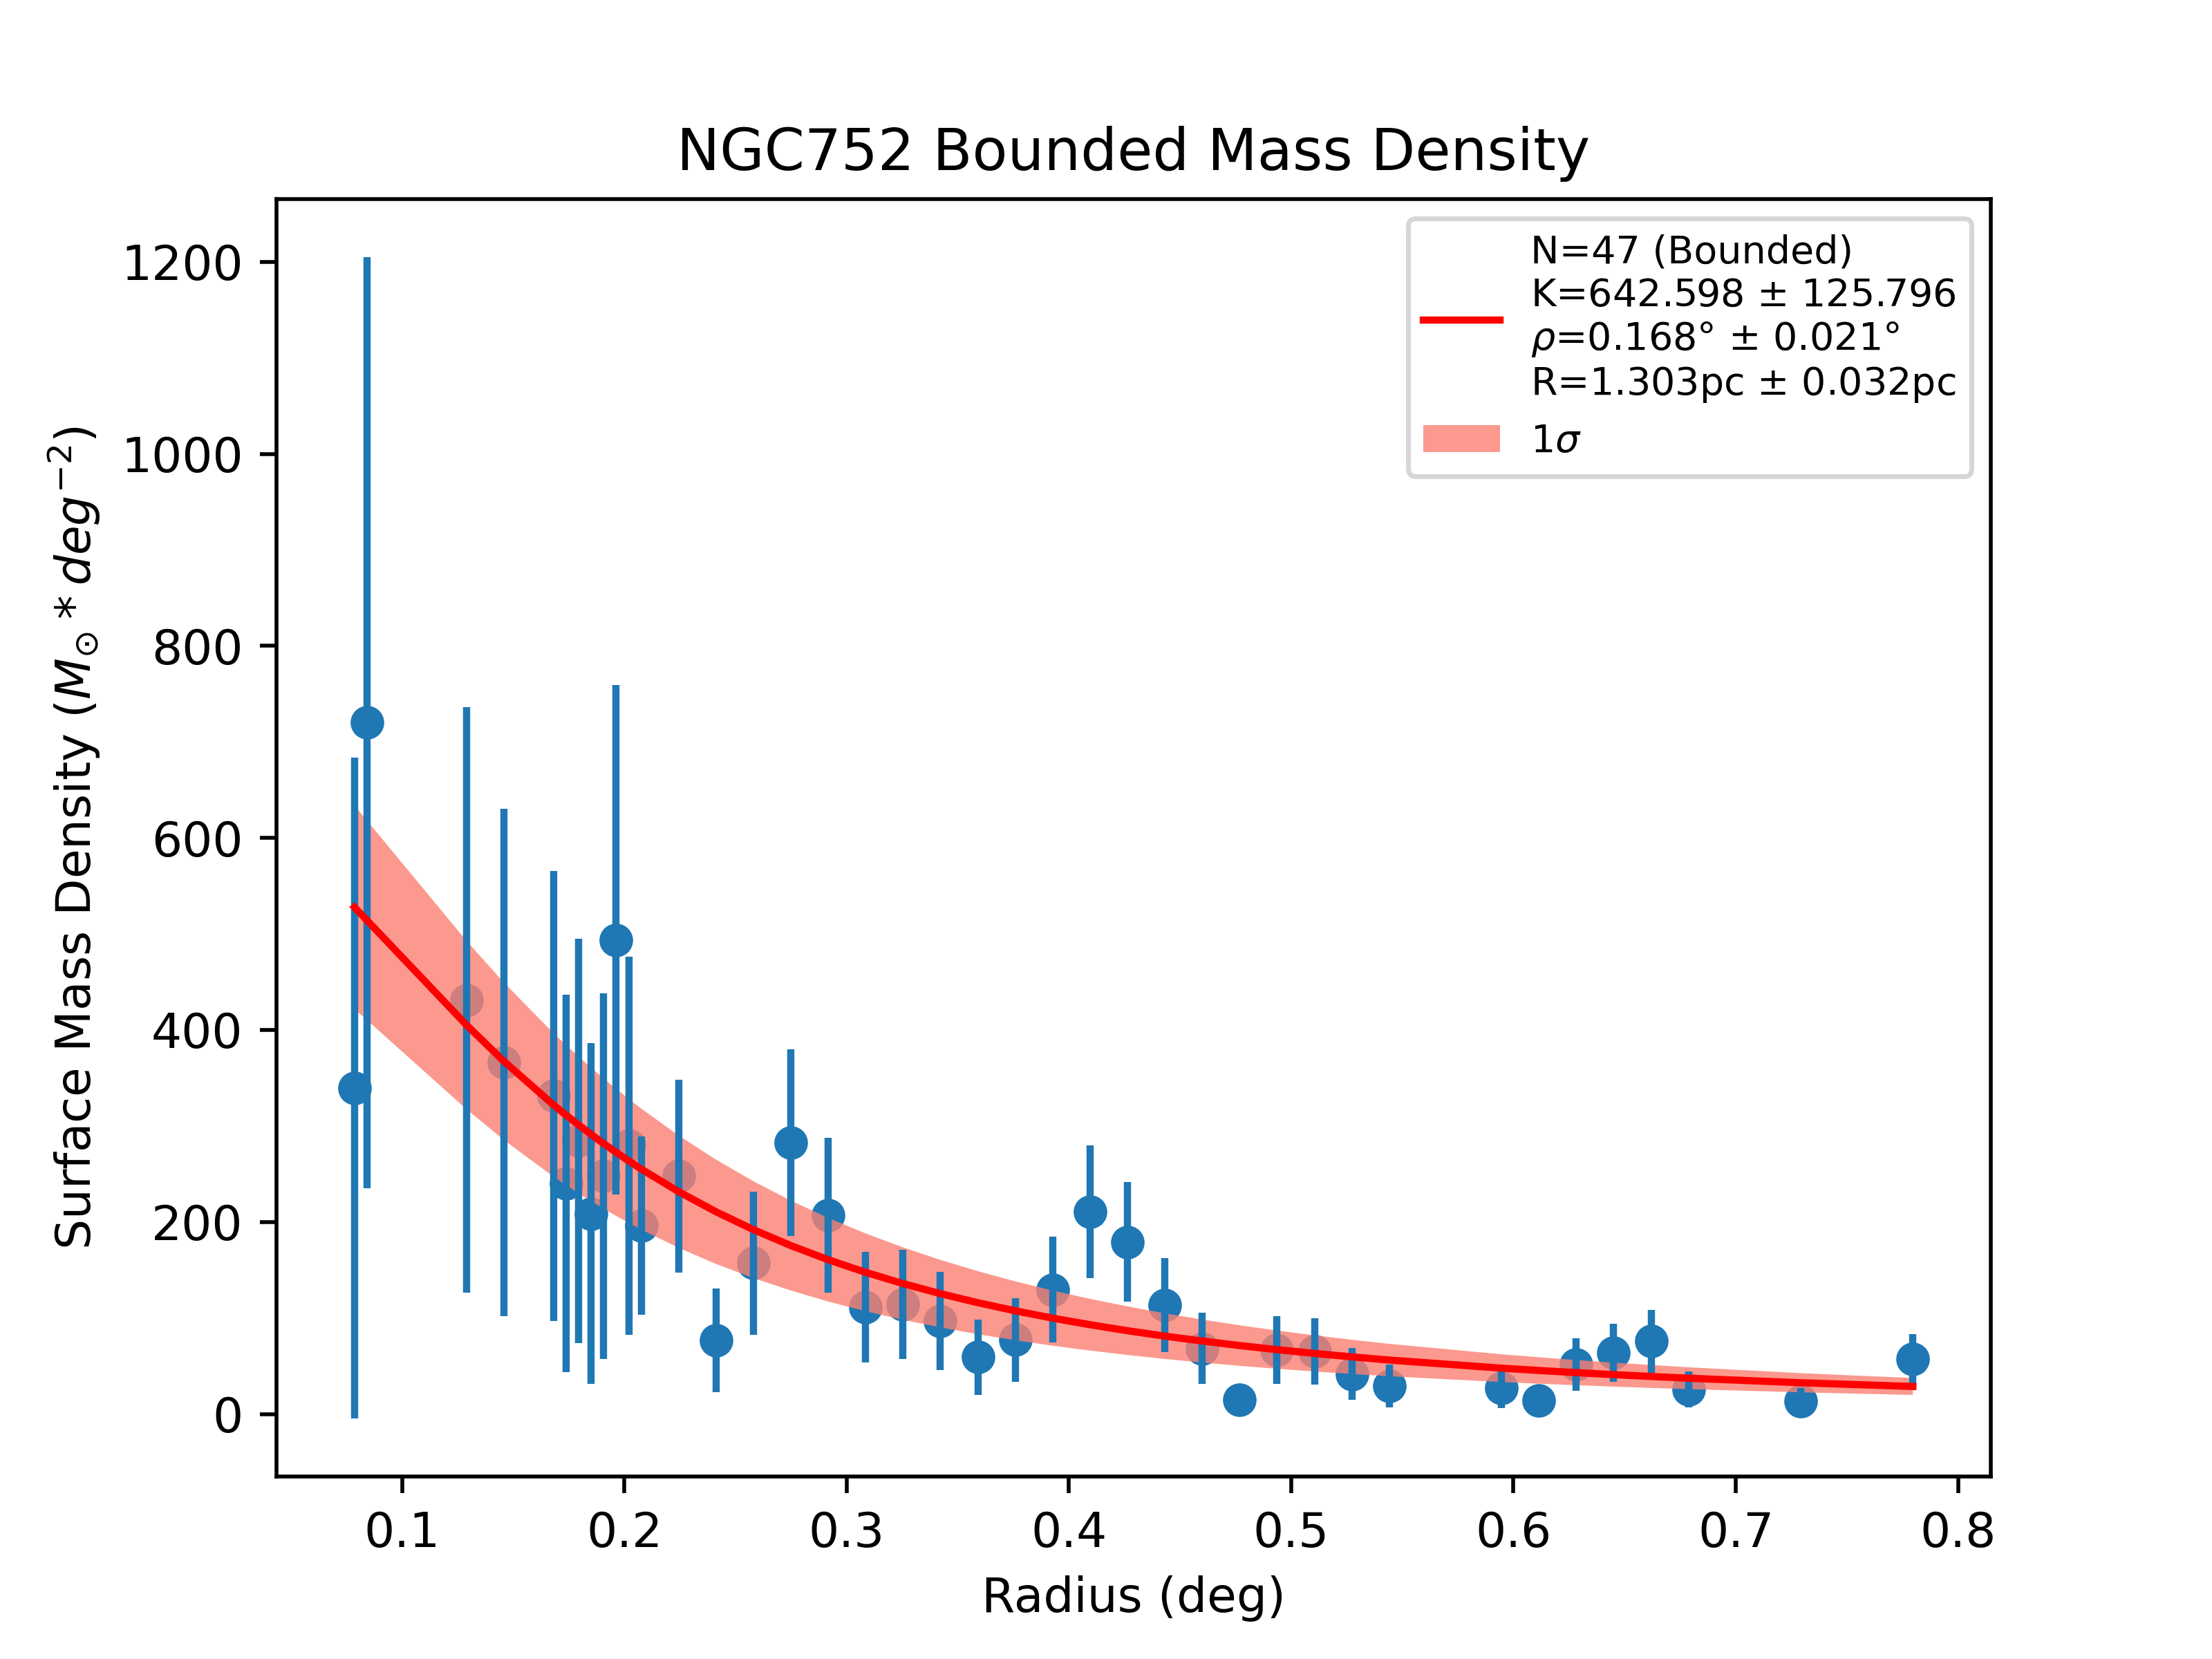 NGC752 Bounded Mass Density
N=47 (Bounded)
K=642.598 ± 125.796
ρ=0.168° ± 0.021°
R=1.303pc ± 0.032pc
1σ
Surface Mass Density (M⊙ * deg⁻²)
1200
1000
800
600
400
200
0
0.1 0.2 0.3 0.4 0.5 0.6 0.7 0.8
Radius (deg)